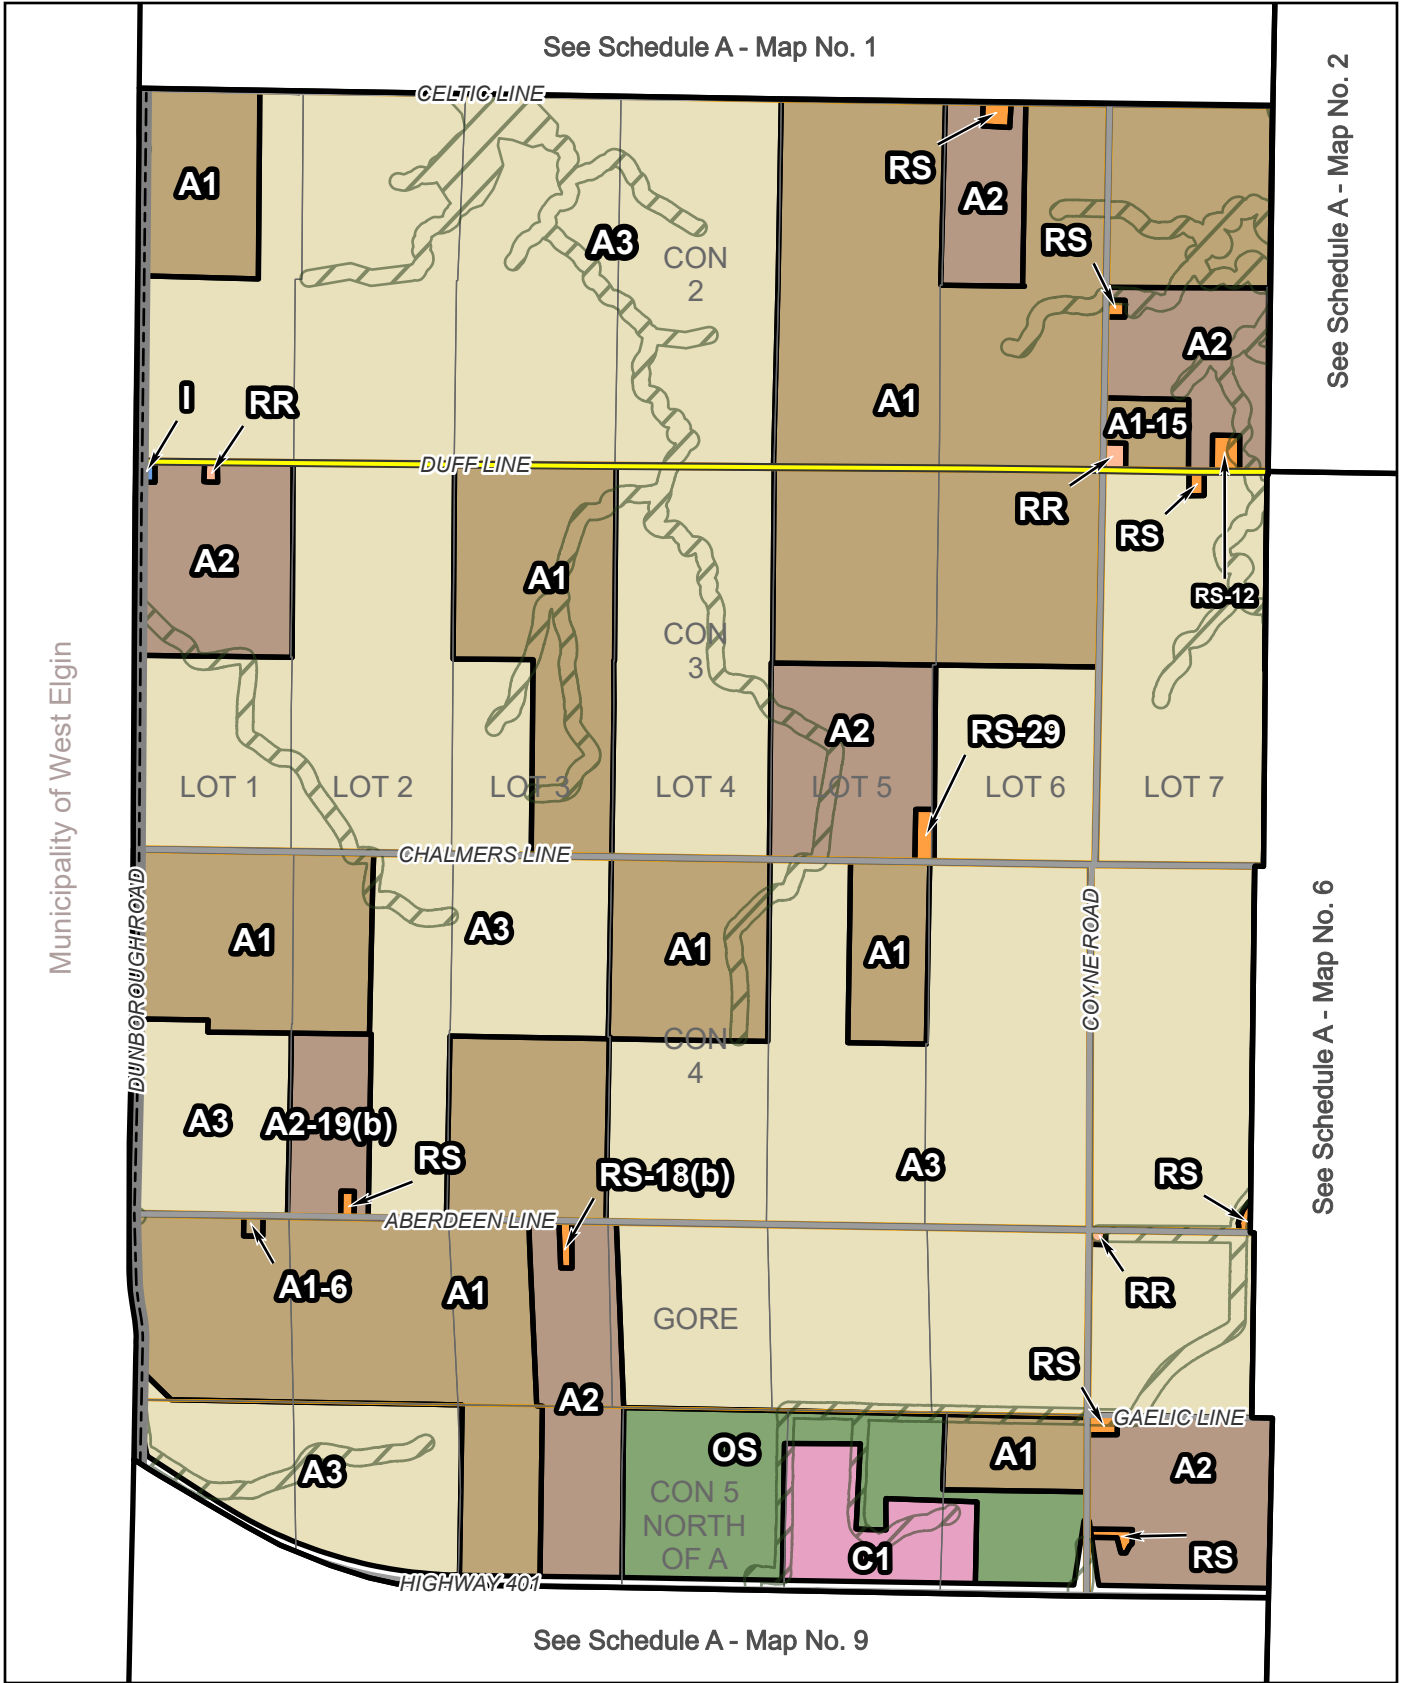 See Schedule A - Map No. 1
See Schedule A - Map No. 2
CELTIC LINE
A1
RS
A2
A3
RS
CON
2
A2
I
RR
A1
A1-15
DUFF LINE
RR
RS
A2
A1
RS-12
CON
3
Municipality of West Elgin
A2
RS-29
LOT 1
LOT 2
LOT 3
LOT 4
LOT 5
LOT 6
LOT 7
CHALMERS LINE
DUNBOROUGH ROAD
COYNE ROAD
See Schedule A - Map No. 6
A1
A3
A1
A1
CON
4
A3
A2-19(b)
RS
RS-18(b)
A3
RS
ABERDEEN LINE
A1-6
A1
RR
GORE
RS
A2
GAELIC LINE
A3
OS
A1
A2
CON 5
NORTH
OF A
C1
RS
HIGHWAY 401
See Schedule A - Map No. 9